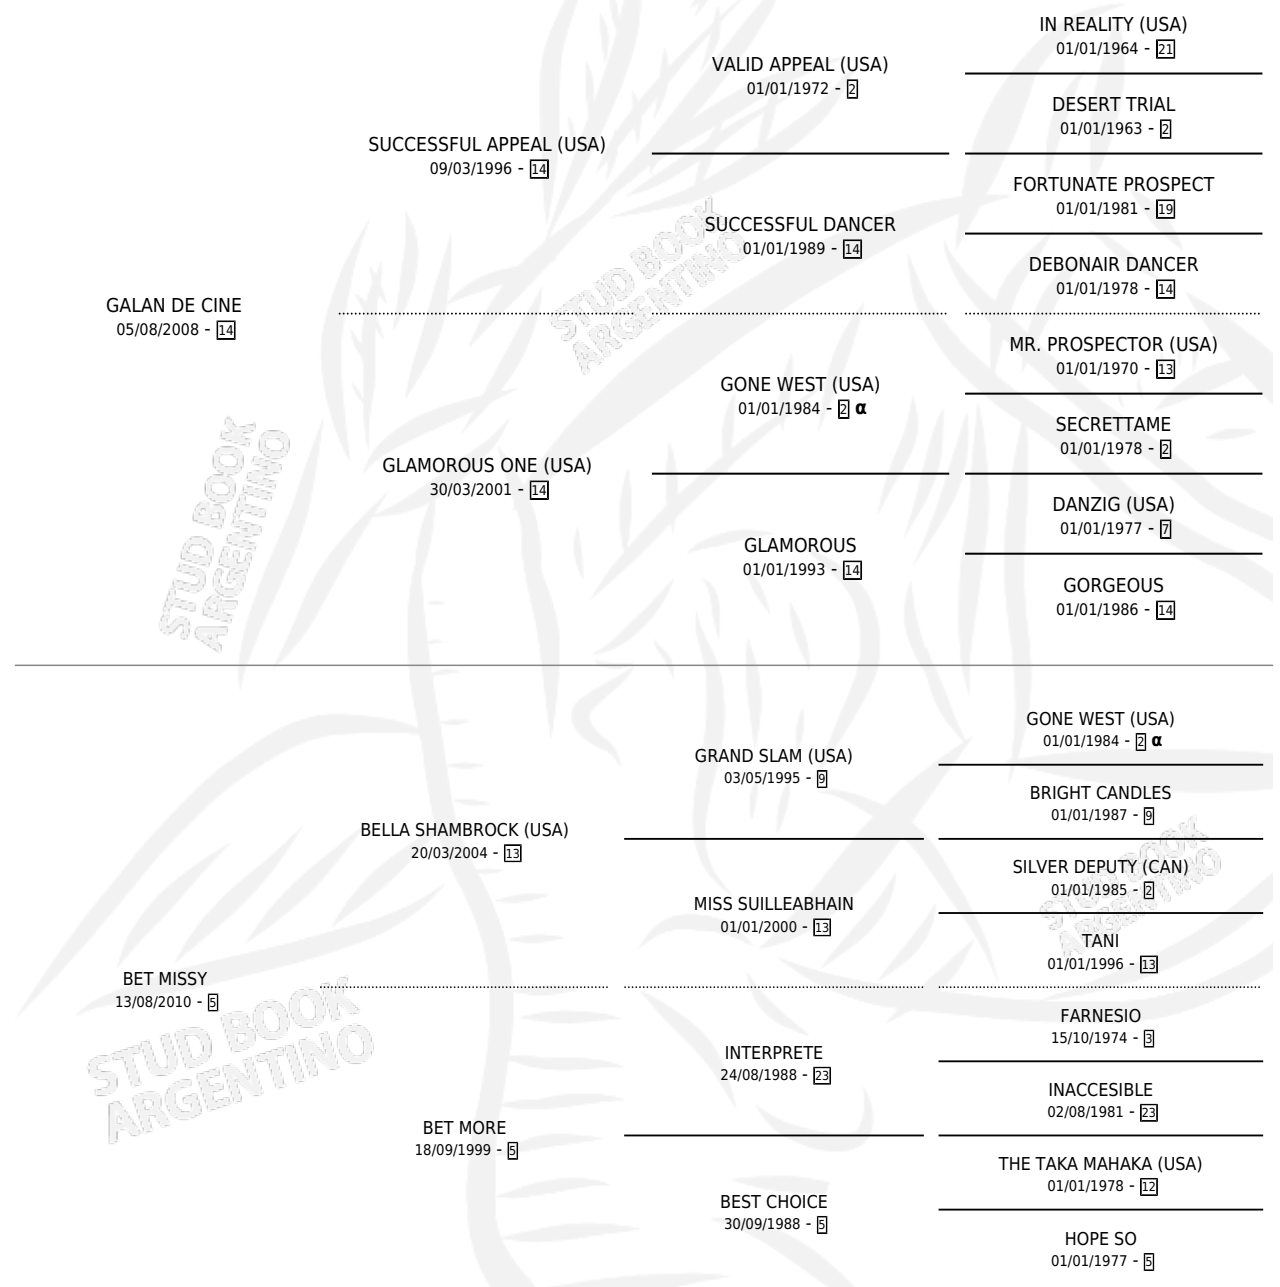 IN REALITY (USA)
01/01/1964 - 21
VALID APPEAL (USA)
01/01/1972 - 2
DESERT TRIAL
01/01/1963 - 2
SUCCESSFUL APPEAL (USA)
09/03/1996 - 14
FORTUNATE PROSPECT
01/01/1981 - 19
SUCCESSFUL DANCER
01/01/1989 - 14
DEBONAIR DANCER
01/01/1978 - 14
STUD BOOK
ARGENTINO
GALAN DE CINE
05/08/2008 - 14
MR. PROSPECTOR (USA)
01/01/1970 - 13
GONE WEST (USA)
01/01/1984 - 2 α
SECRETTAME
01/01/1978 - 2
GLAMOROUS ONE (USA)
30/03/2001 - 14
DANZIG (USA)
01/01/1977 - 7
GLAMOROUS
01/01/1993 - 14
GORGEOUS
01/01/1986 - 14
STUD BOOK
ARGENTINO
GONE WEST (USA)
01/01/1984 - 2 α
GRAND SLAM (USA)
03/05/1995 - 9
BRIGHT CANDLES
01/01/1987 - 9
BELLA SHAMBROCK (USA)
20/03/2004 - 13
SILVER DEPUTY (CAN)
01/01/1985 - 2
MISS SUILLEABHAIN
01/01/2000 - 13
TANI
01/01/1996 - 13
STUD BOOK
ARGENTINO
BET MISSY
13/08/2010 - 5
FARNESIO
15/10/1974 - 3
INTERPRETE
24/08/1988 - 23
INACCESIBLE
02/08/1981 - 23
STUD BOOK
ARGENTINO
BET MORE
18/09/1999 - 5
THE TAKA MAHAKA (USA)
01/01/1978 - 12
BEST CHOICE
30/09/1988 - 5
HOPE SO
01/01/1977 - 5